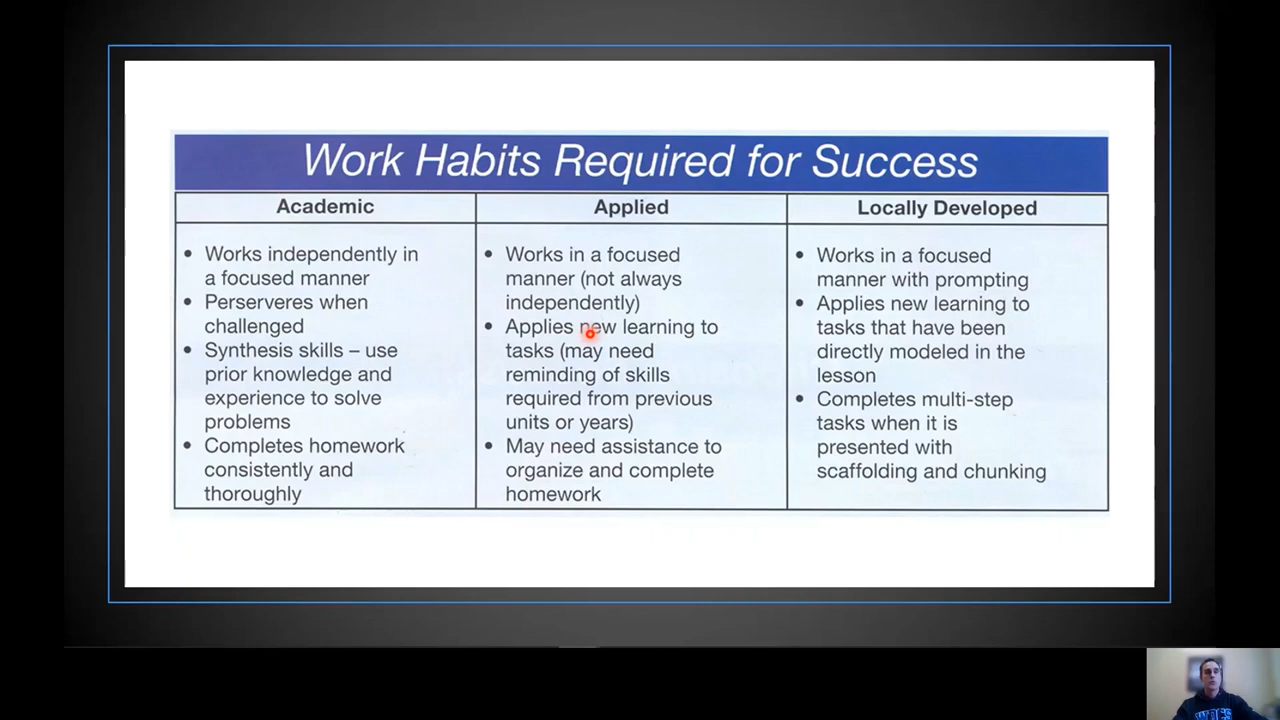 Work Habits Required for Success
Academic
Works independently in
a focused manner
Perserveres when
challenged
Synthesis skills – use
prior knowledge and
experience to solve
problems
Completes homework
consistently and
thoroughly
Applied
Works in a focused
manner (not always
independently)
Applies new learning to
tasks (may need
reminding of skills
required from previous
units or years)
May need assistance to
organize and complete
homework
Locally Developed
Works in a focused
manner with prompting
Applies new learning to
tasks that have been
directly modeled in the
lesson
Completes multi-step
tasks when it is
presented with
scaffolding and chunking